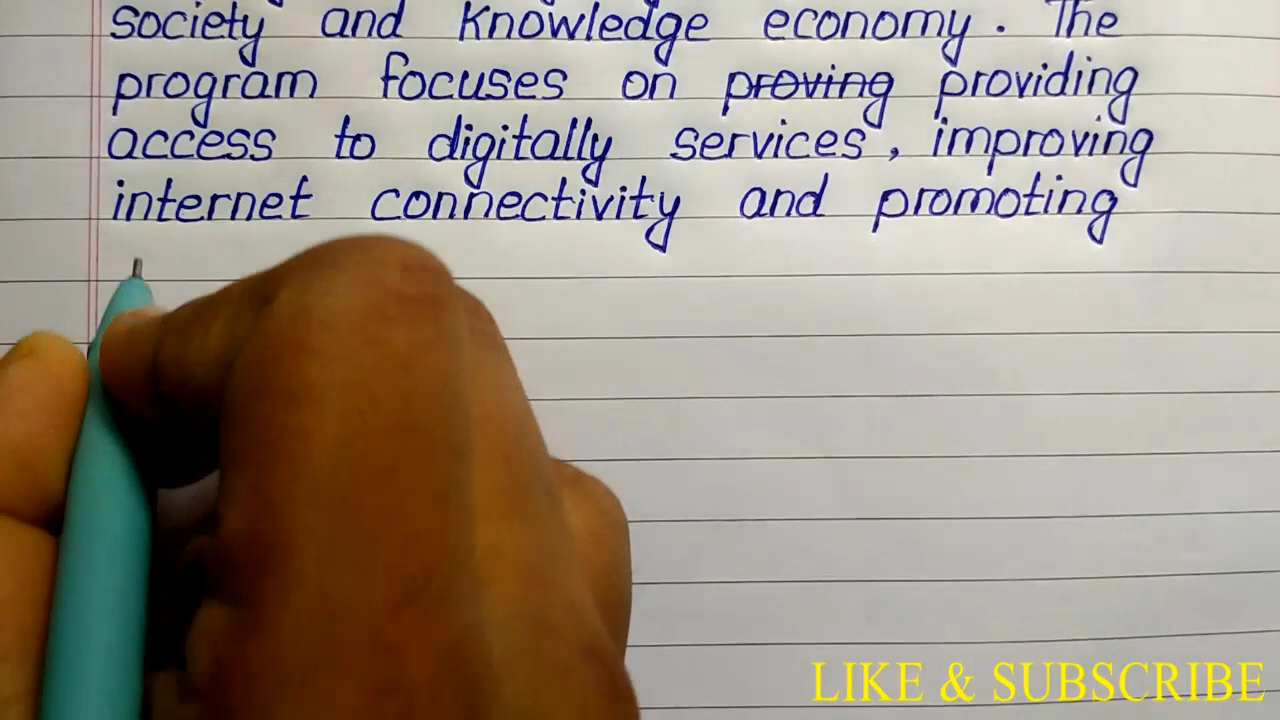 society and Knowledge economy. The
program focuses on proving providing
access to digitally services, improving
internet connectivity and promoting
LIKE & SUBSCRIBE